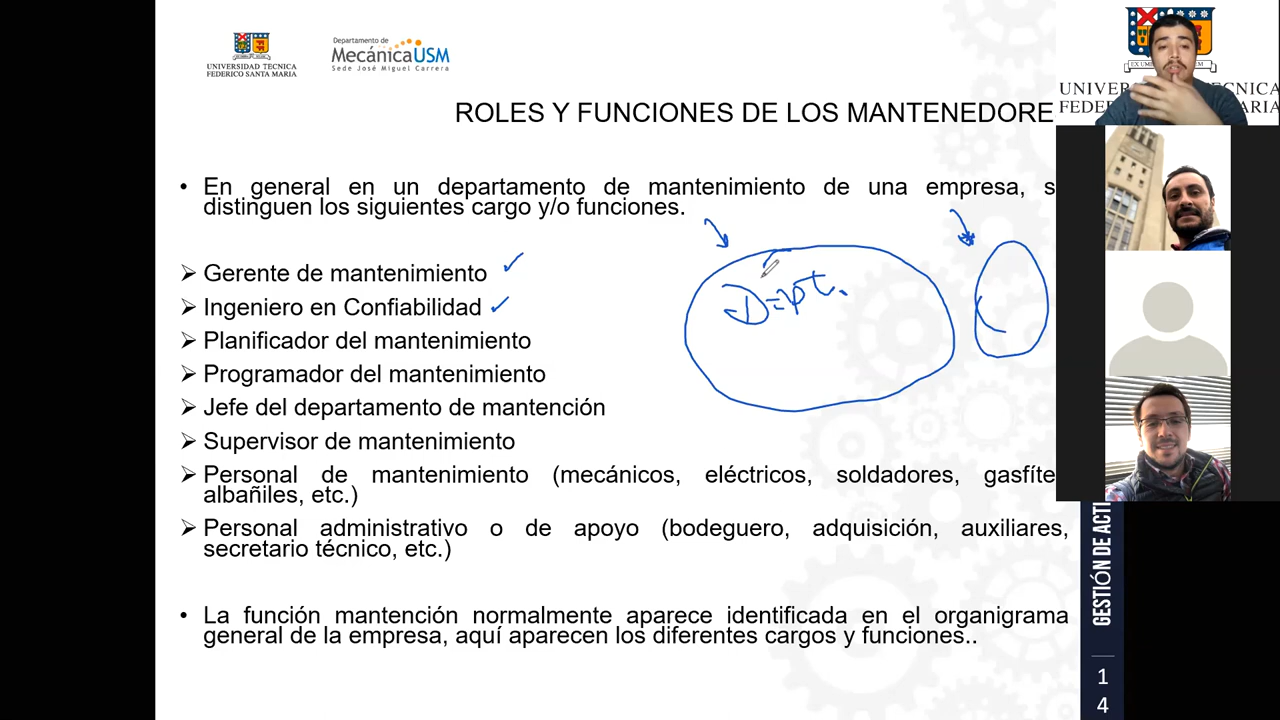 UNIVERSIDAD TECNICA
FEDERICO SANTA MARIA
Departamento de
MecánicaUSM
Sede José Miguel Carrera
ROLES Y FUNCIONES DE LOS MANTENEDORE
• En general en un departamento de mantenimiento de una empresa, s
distinguen los siguientes cargo y/o funciones.
➢ Gerente de mantenimiento ✓
➢ Ingeniero en Confiabilidad ✓
➢ Planificador del mantenimiento
➢ Programador del mantenimiento
➢ Jefe del departamento de mantención
➢ Supervisor de mantenimiento
➢ Personal de mantenimiento (mecánicos, eléctricos, soldadores, gasfíte
albañiles, etc.)
➢ Personal administrativo o de apoyo (bodeguero, adquisición, auxiliares,
secretario técnico, etc.)
• La función mantención normalmente aparece identificada en el organigrama
general de la empresa, aquí aparecen los diferentes cargos y funciones..
Dept.
GESTIÓN DE ACTI
1
4